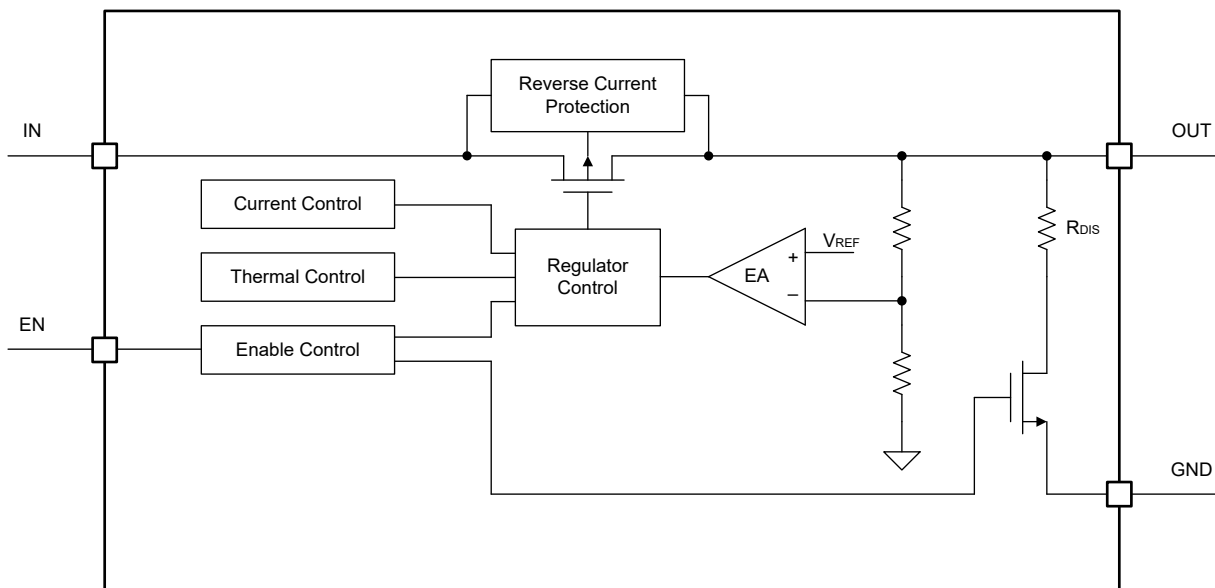 Reverse Current
Protection
IN
OUT
Current Control
RDIS
VREF
+
EA
Regulator
Control
Thermal Control
–
EN
Enable Control
GND